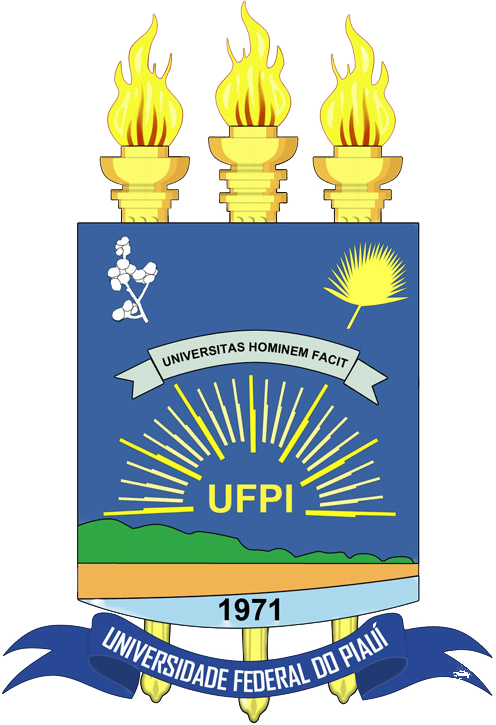 UNIVERSITAS HOMINEM FACIT
UFPI
1971
UNIVERSIDADE FEDERAL DO PIAUÍ